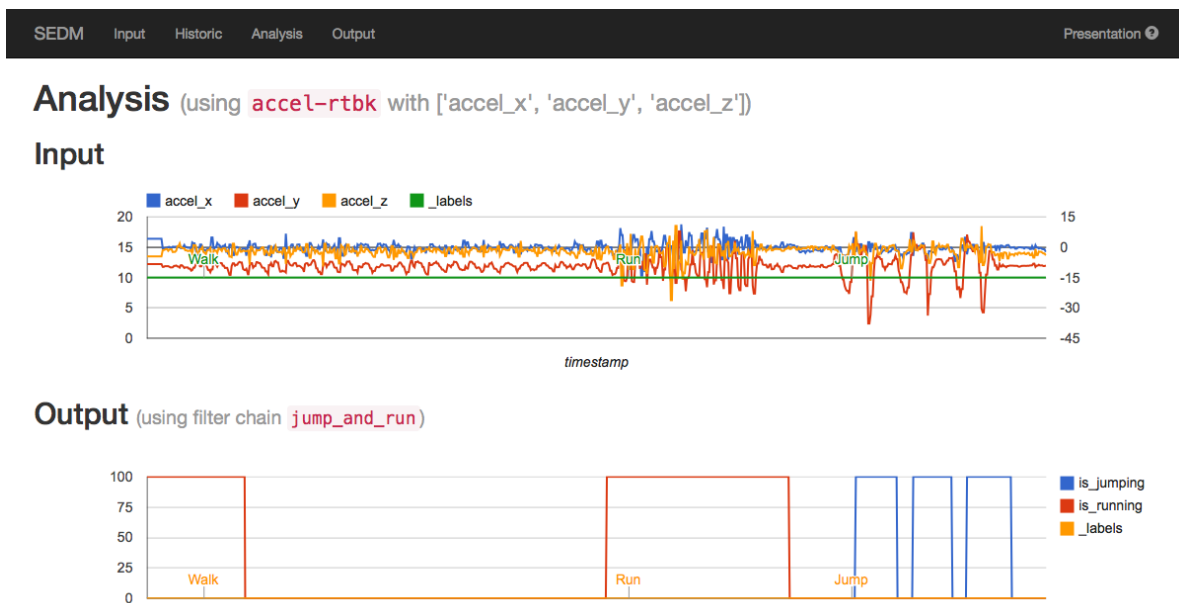 SEDM Input Historic Analysis Output Presentation ?
Analysis (using accel-rtbk with ['accel_x', 'accel_y', 'accel_z'])
Input
accel_x accel_y accel_z _labels
20 15
15 0
Walk Run Jump
10 -15
5 -30
0 -45
timestamp
Output (using filter chain jump_and_run)
100
is_jumping
75
is_running
50
_labels
25
Walk Run Jump
0